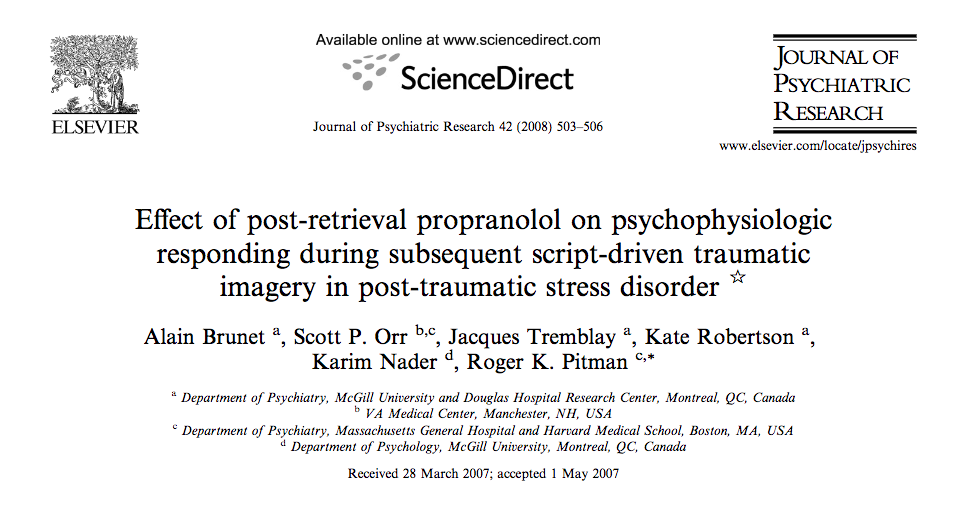 Available online at www.sciencedirect.com
ScienceDirect
ELSEVIER
Journal of Psychiatric Research 42 (2008) 503–506
JOURNAL OF
PSYCHIATRIC
RESEARCH
www.elsevier.com/locate/jpsychires
Effect of post-retrieval propranolol on psychophysiologic
responding during subsequent script-driven traumatic
imagery in post-traumatic stress disorder ☆
Alain Brunet a, Scott P. Orr b,c, Jacques Tremblay a, Kate Robertson a,
Karim Nader d, Roger K. Pitman c,*
a Department of Psychiatry, McGill University and Douglas Hospital Research Center, Montreal, QC, Canada
b VA Medical Center, Manchester, NH, USA
c Department of Psychiatry, Massachusetts General Hospital and Harvard Medical School, Boston, MA, USA
d Department of Psychology, McGill University, Montreal, QC, Canada
Received 28 March 2007; accepted 1 May 2007